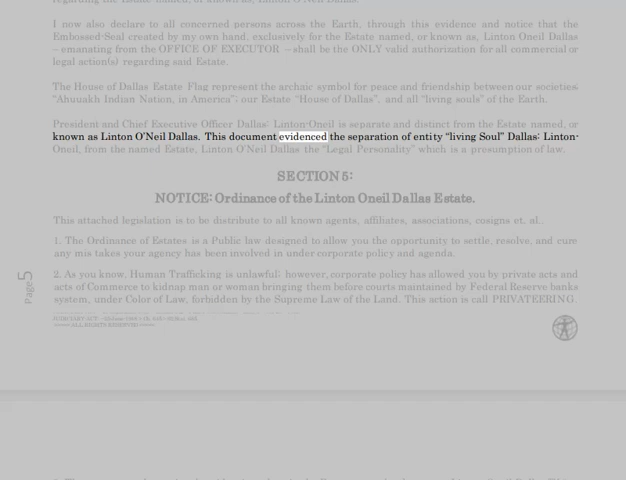 I now also declare to all concerned persons across the Earth, through this evidence and notice that the
Embossed-Seal created by my own hand, exclusively for the Estate named, or known as, Linton Oneil Dallas
– emanating from the OFFICE OF EXECUTOR – shall be the ONLY valid authorization for all commercial or
legal action(s) regarding said Estate.
The House of Dallas Estate Flag represent the archaic symbol for peace and friendship between our societies
"Ahuuakh Indian Nation, in America"; our Estate "House of Dallas", and all "living souls" of the Earth.
President and Chief Executive Officer Dallas: Linton-Oneil is separate and distinct from the Estate named, or
known as Linton O'Neil Dallas. This document evidenced the separation of entity "living Soul" Dallas: Linton-
Oneil, from the named Estate, Linton O'Neil Dallas the "Legal Personality" which is a presumption of law.
SECTION 5:
NOTICE: Ordinance of the Linton Oneil Dallas Estate.
This attached legislation is to be distribute to all known agents, affiliates, associations, cosigns et. al..
1. The Ordinance of Estates is a Public law designed to allow you the opportunity to settle, resolve, and cure
any mis takes your agency has been involved in under corporate policy and agenda.
2. As you know, Human Trafficking is unlawful; however, corporate policy has allowed you by private acts and
acts of Commerce to kidnap man or woman bringing them before courts maintained by Federal Reserve banks
system, under Color of Law, forbidden by the Supreme Law of the Land. This action is call PRIVATEERING
ALL RIGHTS RESERVED
Page 5